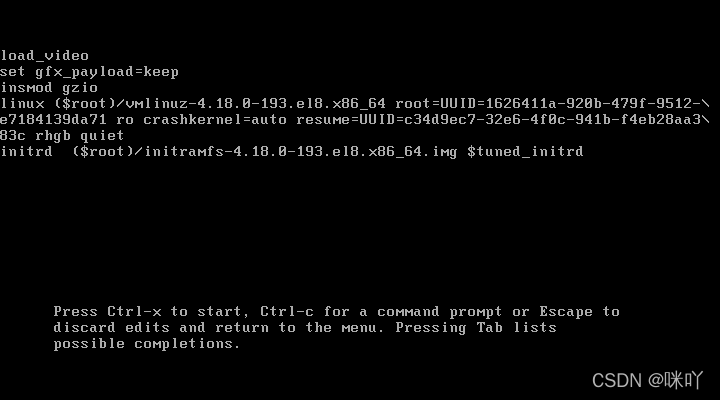 load_video
set gfx_payload=keep
insmod gzio
linux ($root)/vmlinuz-4.18.0-193.el8.x86_64 root=UUID=1626411a-920b-479f-9512-\
e7184139da71 ro crashkernel=auto resume=UUID=c34d9ec7-32e6-4f0c-941b-f4eb28aa3\
83c rhgb quiet
initrd  ($root)/initramfs-4.18.0-193.el8.x86_64.img $tuned_initrd
Press Ctrl-x to start, Ctrl-c for a command prompt or Escape to
discard edits and return to the menu. Pressing Tab lists
possible completions.
CSDN @咪吖